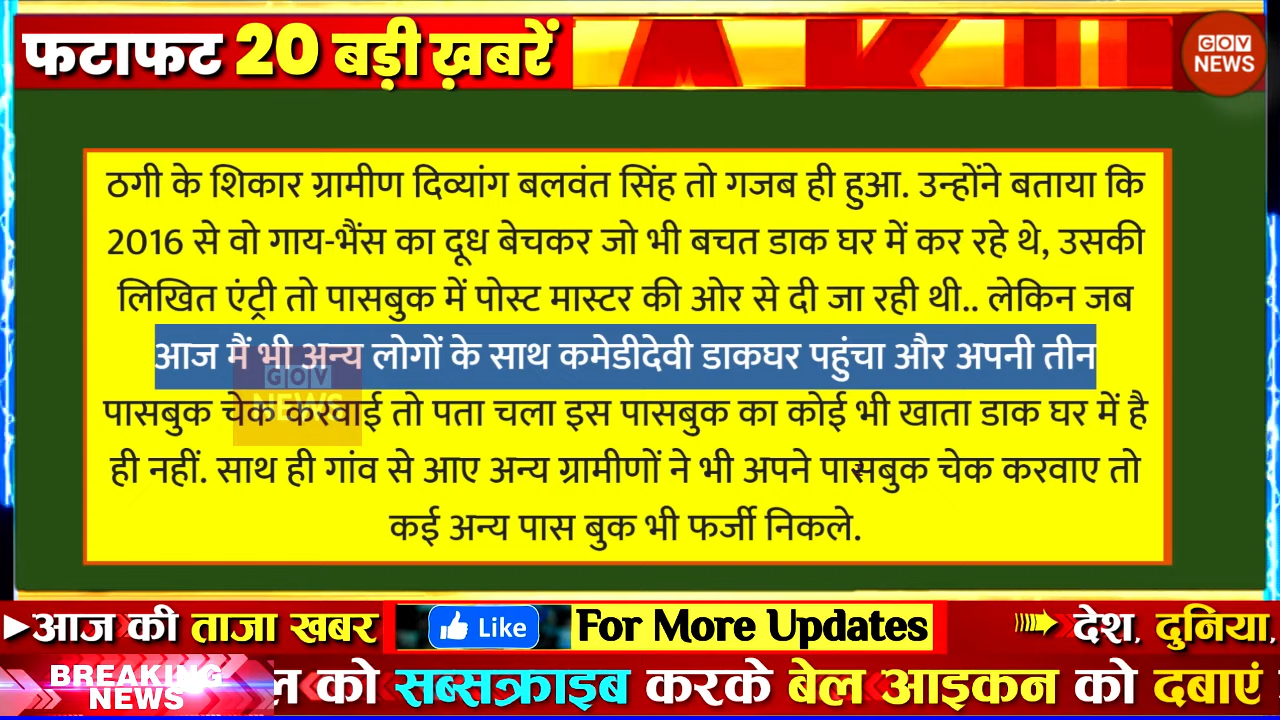 फटाफट 20 बड़ी ख़बरें
GOV
NEWS
ठगी के शिकार ग्रामीण दिव्यांग बलवंत सिंह तो गजब ही हुआ. उन्होंने बताया कि
2016 से वो गाय-भैंस का दूध बेचकर जो भी बचत डाक घर में कर रहे थे, उसकी
लिखित एंट्री तो पासबुक में पोस्ट मास्टर की ओर से दी जा रही थी.. लेकिन जब
आज मैं भी अन्य लोगों के साथ कमेडीदेवी डाकघर पहुंचा और अपनी तीन
पासबुक चेक करवाई तो पता चला इस पासबुक का कोई भी खाता डाक घर में है
ही नहीं. साथ ही गांव से आए अन्य ग्रामीणों ने भी अपने पासबुक चेक करवाए तो
कई अन्य पास बुक भी फर्जी निकले.
GOV
NEWS
आज की ताजा खबर
Like
For More Updates
देश, दुनिया,
BREAKING
NEWS
ल को सब्सक्राइब करके बेल आइकन को दबाएं